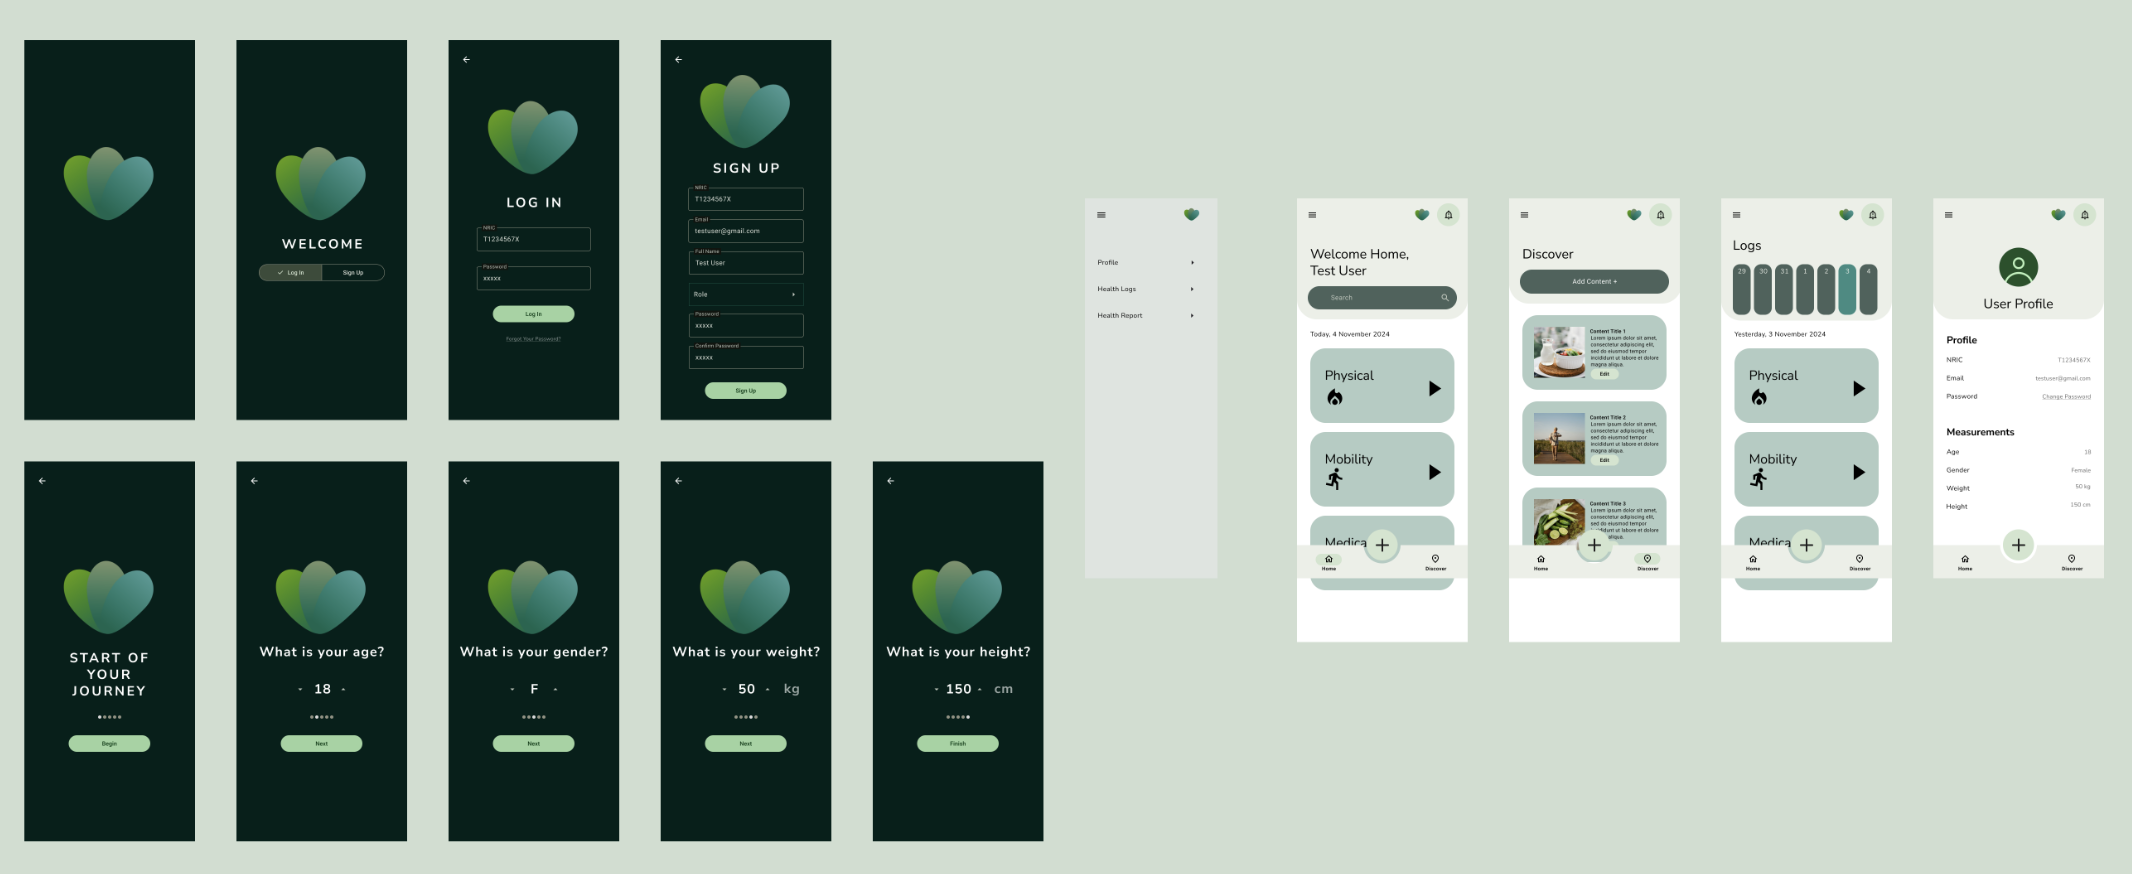 WELCOME
Log In
Sign Up
LOG IN
NRIC
T1234567X
Password
xxxxx
Log In
Forgot Your Password?
SIGN UP
NRIC
T1234567X
Email
testuser@gmail.com
Full Name
Test User
Role
Password
xxxxx
Confirm Password
xxxxx
Sign Up
START OF
YOUR
JOURNEY
Begin
What is your age?
18
Next
What is your gender?
F
Next
What is your weight?
50 kg
Next
What is your height?
150 cm
Finish
Profile
Health Logs
Health Report
Welcome Home,
Test User
Search
Today, 4 November 2024
Physical
Mobility
Medica
Home
Discover
Discover
Add Content +
Content Title 1
Lorem ipsum dolor sit amet,
consectetur adipiscing elit,
sed do eiusmod tempor
incididunt ut labore et dolore
magna aliqua.
Edit
Content Title 2
Lorem ipsum dolor sit amet,
consectetur adipiscing elit,
sed do eiusmod tempor
incididunt ut labore et dolore
magna aliqua.
Edit
Content Title 3
Lorem ipsum dolor sit amet,
consectetur adipiscing elit,
sed do eiusmod tempor
ut labore et dolore
aliqua.
Home
Discover
Logs
29 30 31 1 2 3 4
Yesterday, 3 November 2024
Physical
Mobility
Medica
Home
Discover
User Profile
Profile
NRIC T1234567X
Email testuser@gmail.com
Password Change Password
Measurements
Age 18
Gender Female
Weight 50 kg
Height 150 cm
Home
Discover